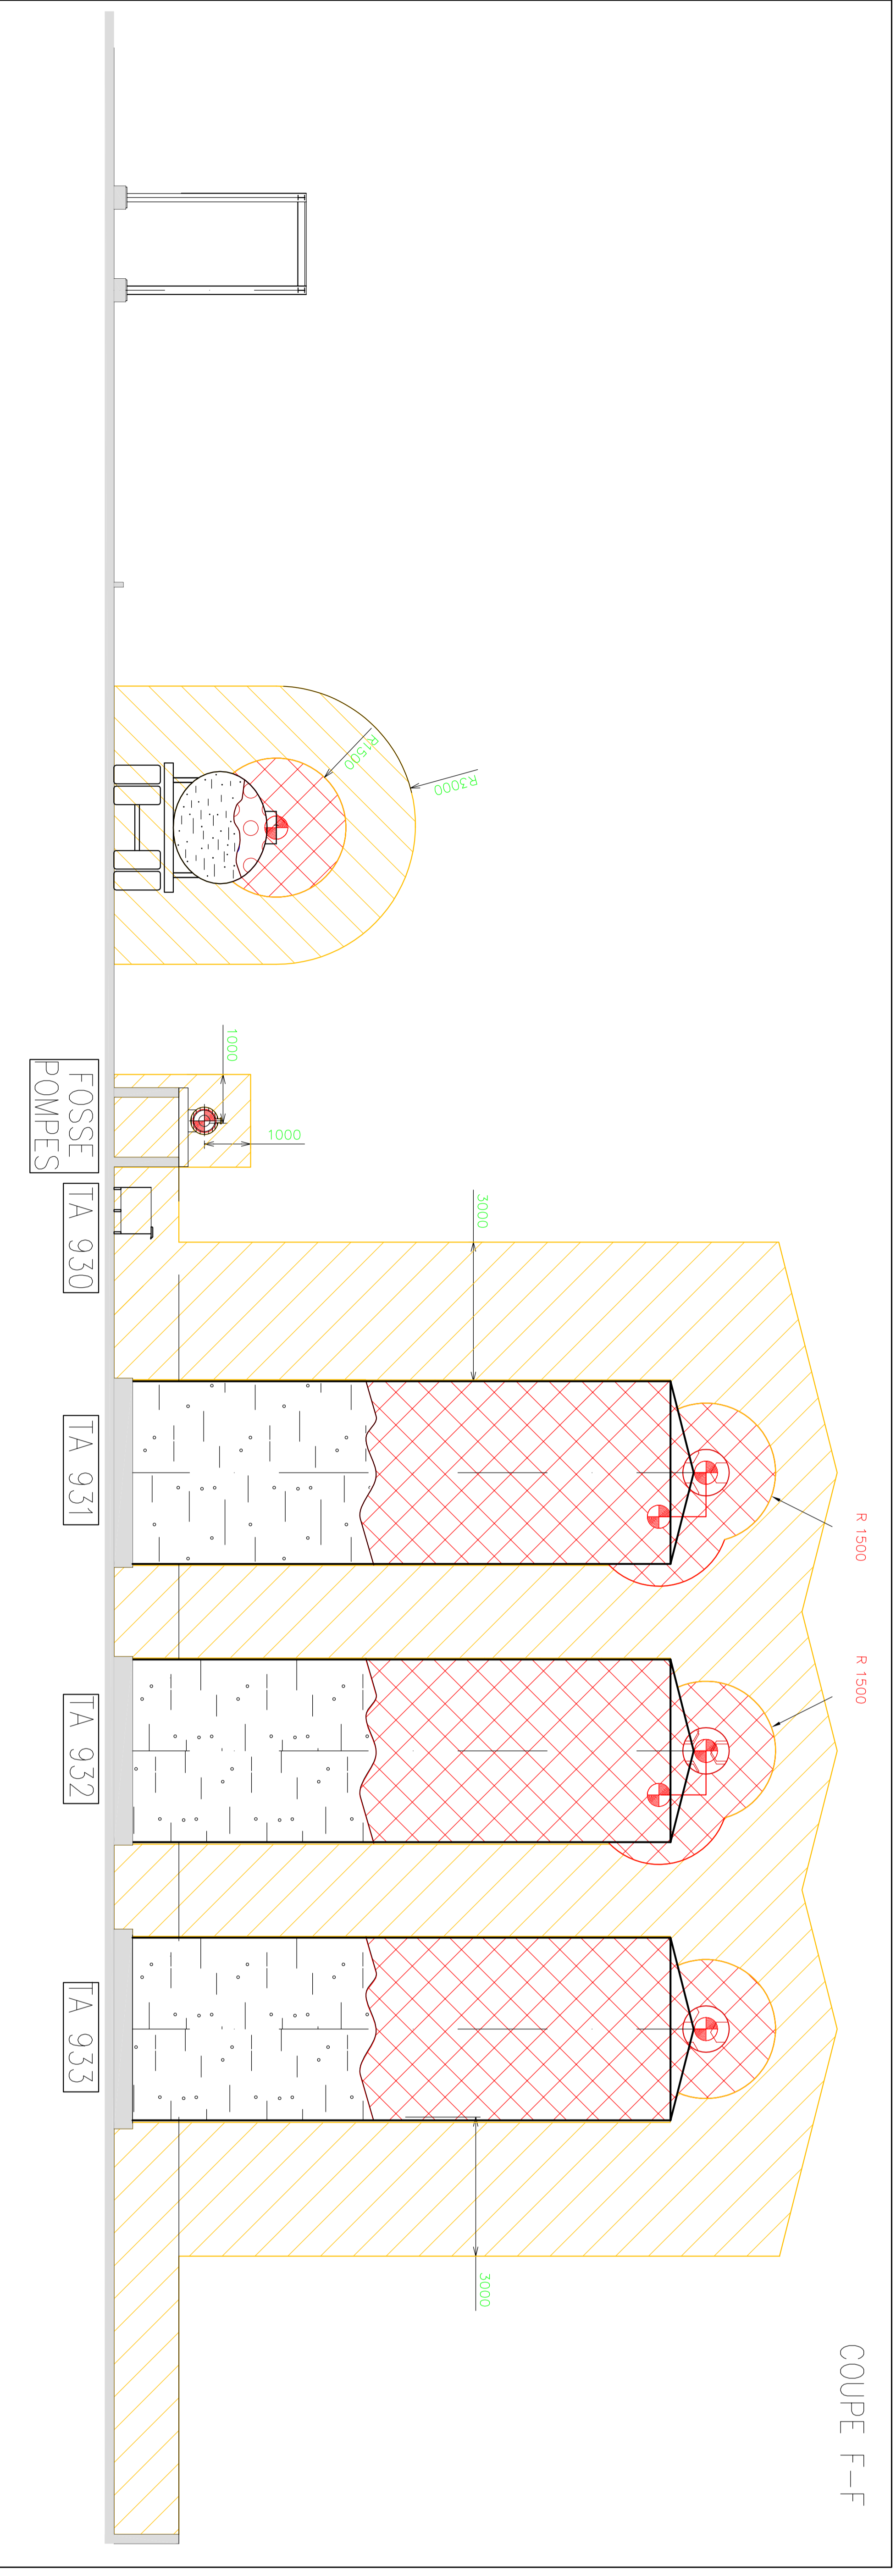 COUPE F-F
R 1500
R 1500
R3000
R1500
3000
3000
1000
1000
FOSSE
POMPES
TA 930
TA 931
TA 932
TA 933